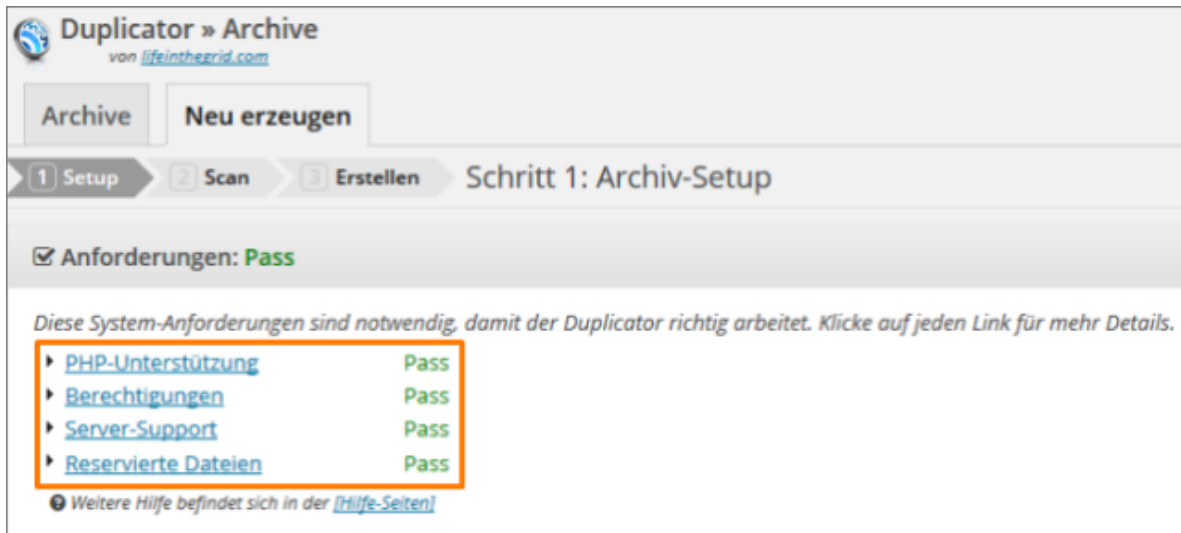 Duplicator » Archive
von lifeinthegrid.com
Archive Neu erzeugen
1 Setup 2 Scan 3 Erstellen Schritt 1: Archiv-Setup
Anforderungen: Pass
Diese System-Anforderungen sind notwendig, damit der Duplicator richtig arbeitet. Klicke auf jeden Link für mehr Details.
PHP-Unterstützung Pass
Berechtigungen Pass
Server-Support Pass
Reservierte Dateien Pass
Weitere Hilfe befindet sich in der [Hilfe-Seiten]